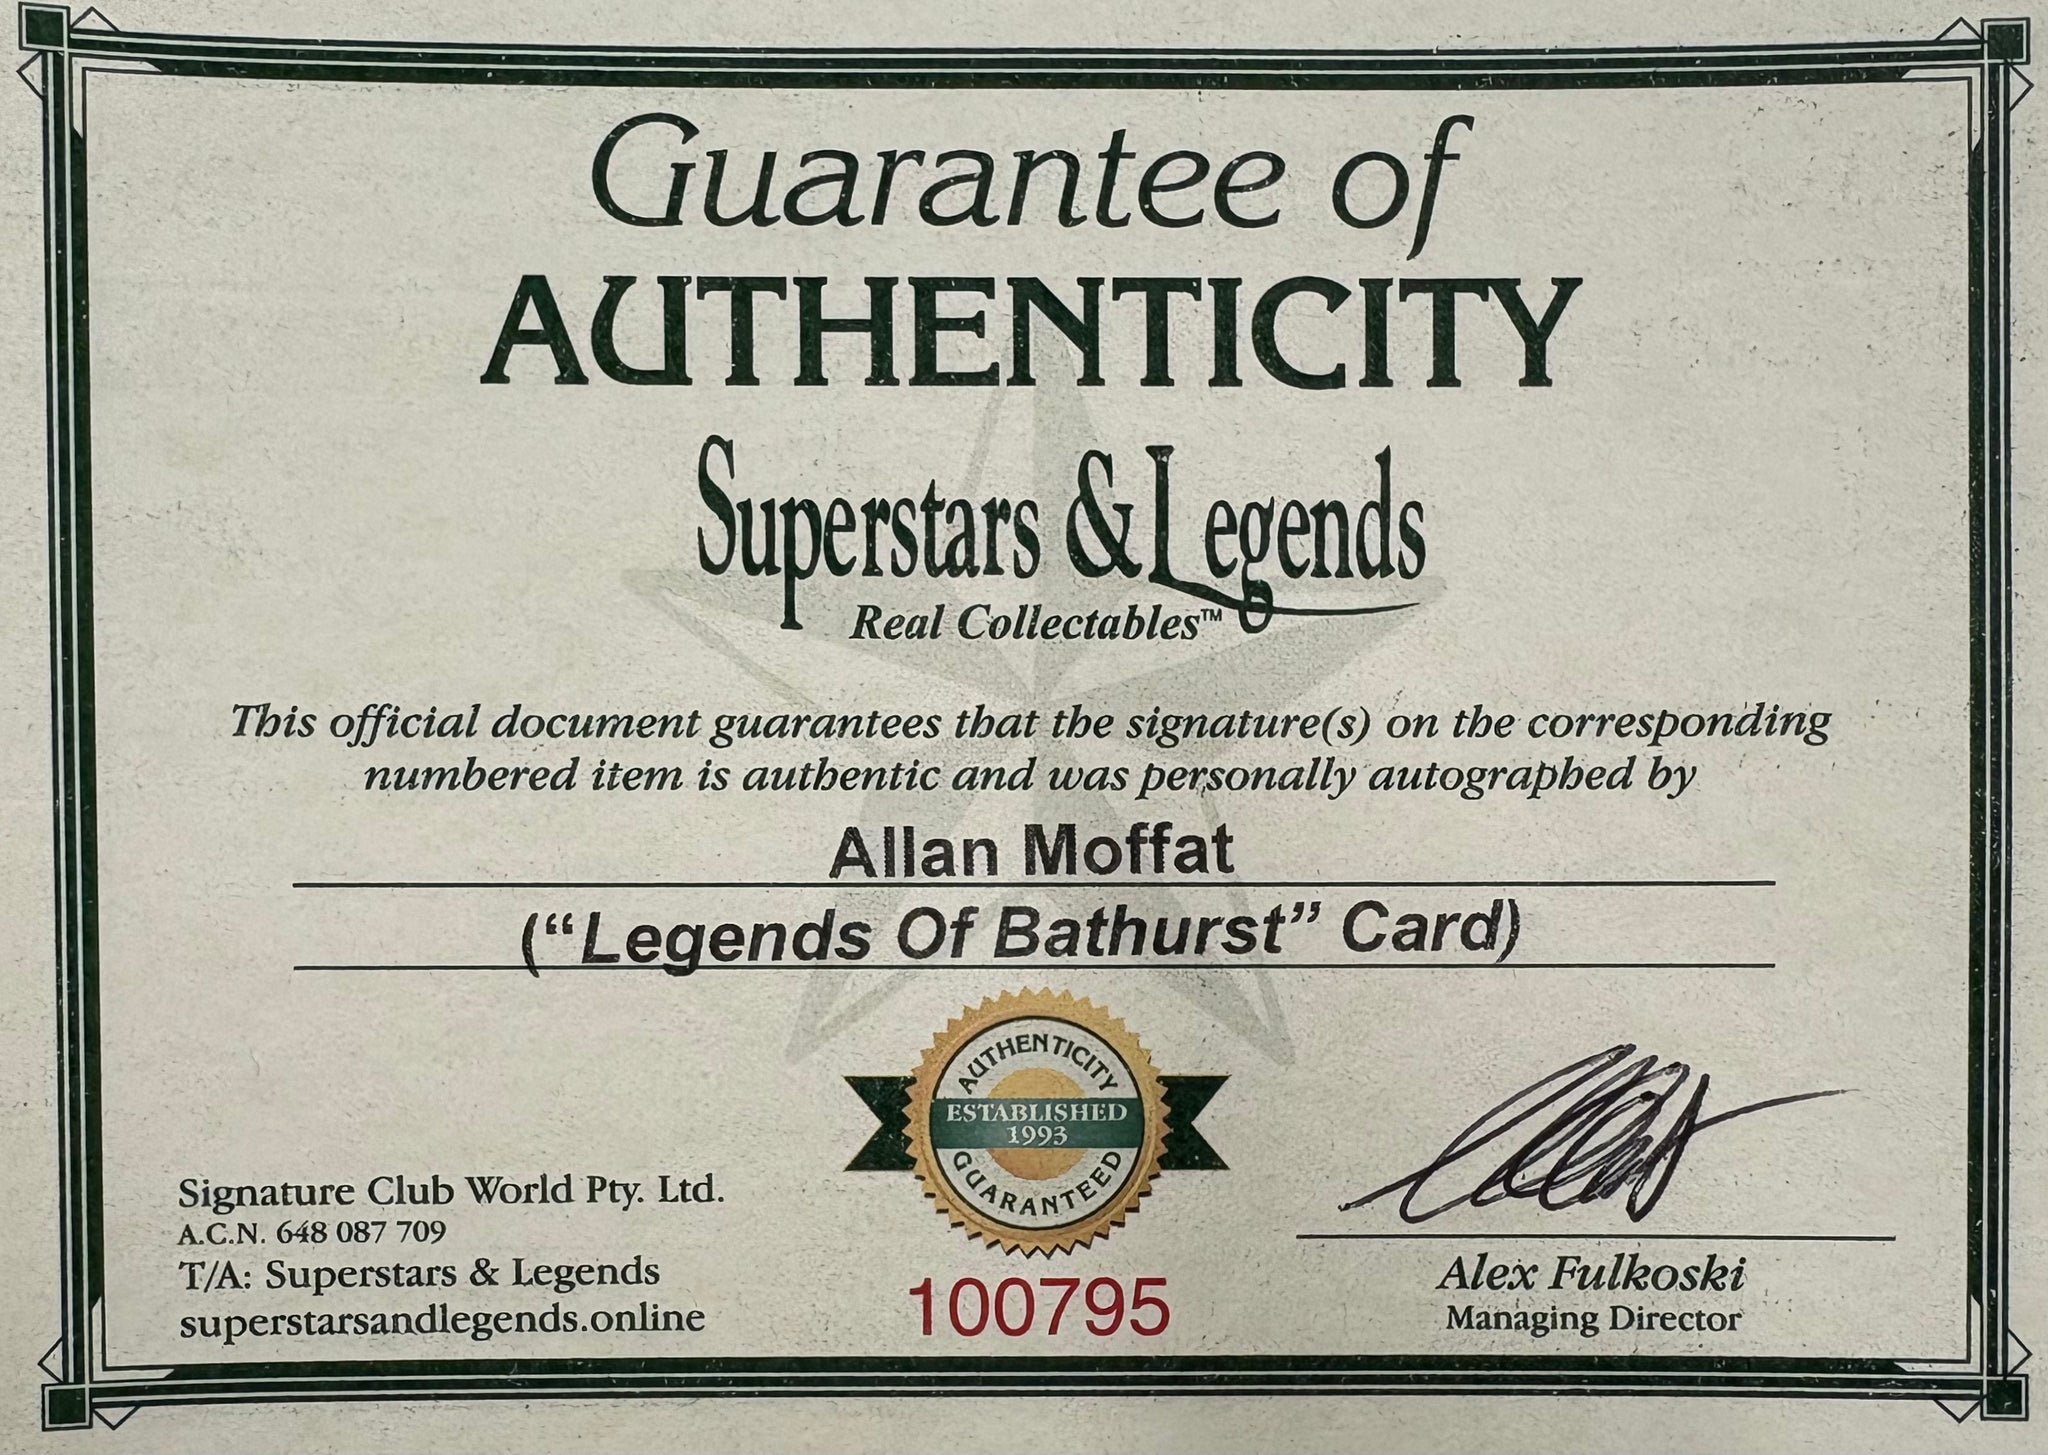 Guarantee of
AUTHENTICITY
Superstars & Legends
Real Collectables™
This official document guarantees that the signature(s) on the corresponding
numbered item is authentic and was personally autographed by
Allan Moffat
("Legends Of Bathurst" Card)
AUTHENTICITY
ESTABLISHED
1993
GUARANTEED
Signature Club World Pty. Ltd.
A.C.N. 648 087 709
T/A: Superstars & Legends
superstarsandlegends.online
100795
Alex Fulkoski
Managing Director